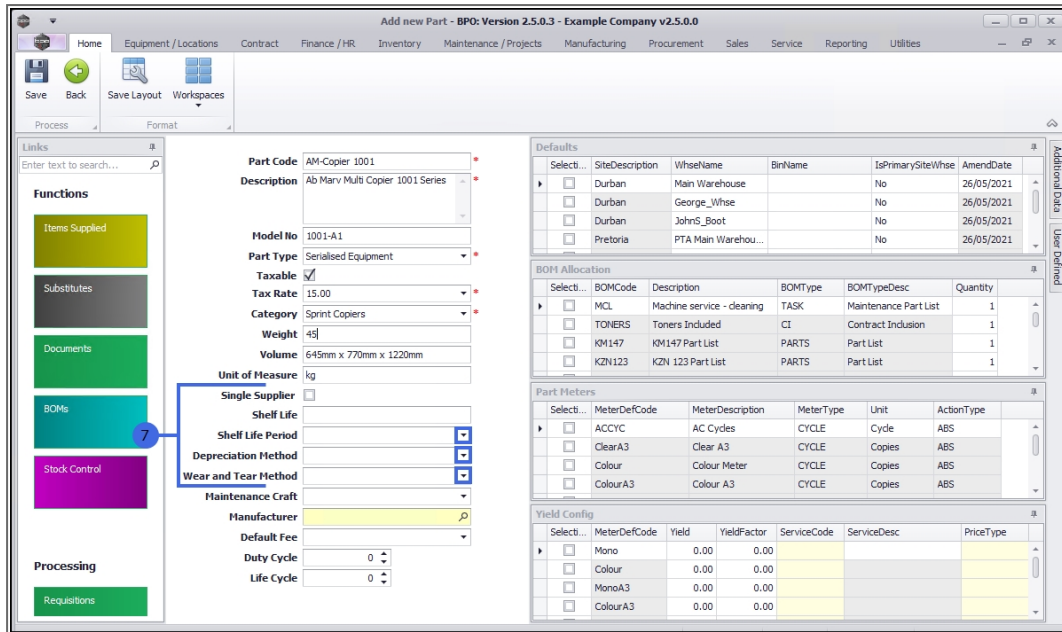 Add new Part - BPO: Version 2.5.0.3 - Example Company v2.5.0.0
Home Equipment / Locations Contract Finance / HR Inventory Maintenance / Projects Manufacturing Procurement Sales Service Reporting Utilities
Save Back Save Layout Workspaces
Process Format
Links
Enter text to search...
Functions
Items Supplied
Substitutes
Documents
BOMs
Stock Control
Processing
Requisitions
Part Code AM-Copier 1001 *
Description Ab Marv Multi Copier 1001 Series *
Model No 1001-A1
Part Type Serialised Equipment *
Taxable
Tax Rate 15.00 *
Category Sprint Copiers *
Weight 45
Volume 645mm x 770mm x 1220mm
Unit of Measure kg
Single Supplier
Shelf Life
7
Shelf Life Period
Depreciation Method
Wear and Tear Method
Maintenance Craft
Manufacturer
Default Fee
Duty Cycle 0
Life Cycle 0
Defaults
Selecti... SiteDescription WhseName BinName IsPrimarySiteWhse AmendDate
Durban Main Warehouse No 26/05/2021
Durban George_Whse No 26/05/2021
Durban JohnS_Boot No 26/05/2021
Pretoria PTA Main Warehou... No 26/05/2021
BOM Allocation
Selecti... BOMCode Description BOMType BOMTypeDesc Quantity
MCL Machine service - cleaning TASK Maintenance Part List 1
TONERS Toners Included CI Contract Inclusion 1
KM147 KM147 Part List PARTS Part List 1
KZN123 KZN 123 Part List PARTS Part List 1
Part Meters
Selecti... MeterDefCode MeterDescription MeterType Unit ActionType
ACCYC AC Cycles CYCLE Cycle ABS
ClearA3 Clear A3 CYCLE Copies ABS
Colour Colour Meter CYCLE Copies ABS
ColourA3 Colour A3 CYCLE Copies ABS
Yield Config
Selecti... MeterDefCode Yield YieldFactor ServiceCode ServiceDesc PriceType
Mono 0.00 0.00
Colour 0.00 0.00
MonoA3 0.00 0.00
ColourA3 0.00 0.00
Additional Data
User Defined